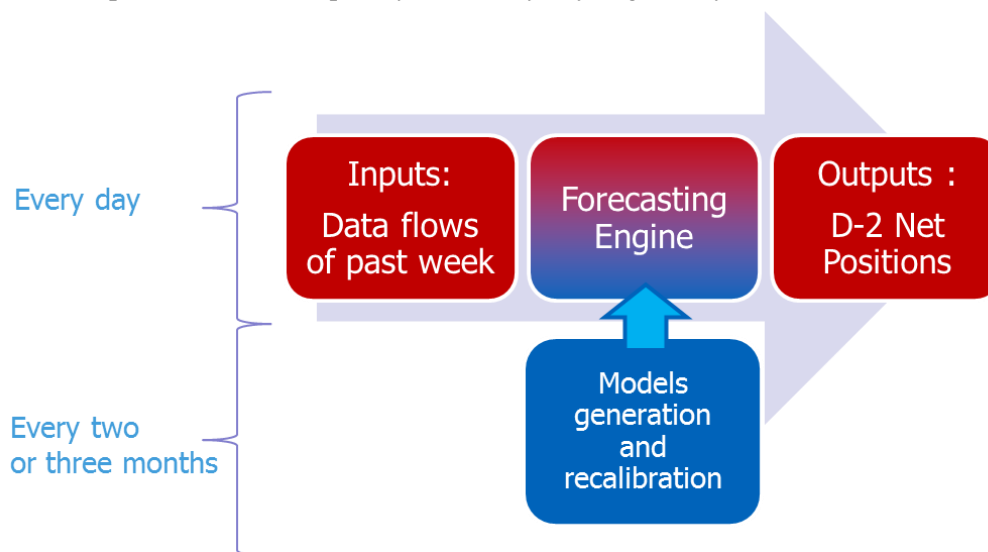 Every day
Inputs:
Data flows
of past week
Forecasting
Engine
Outputs :
D-2 Net
Positions
Every two
or three months
Models
generation
and
recalibration